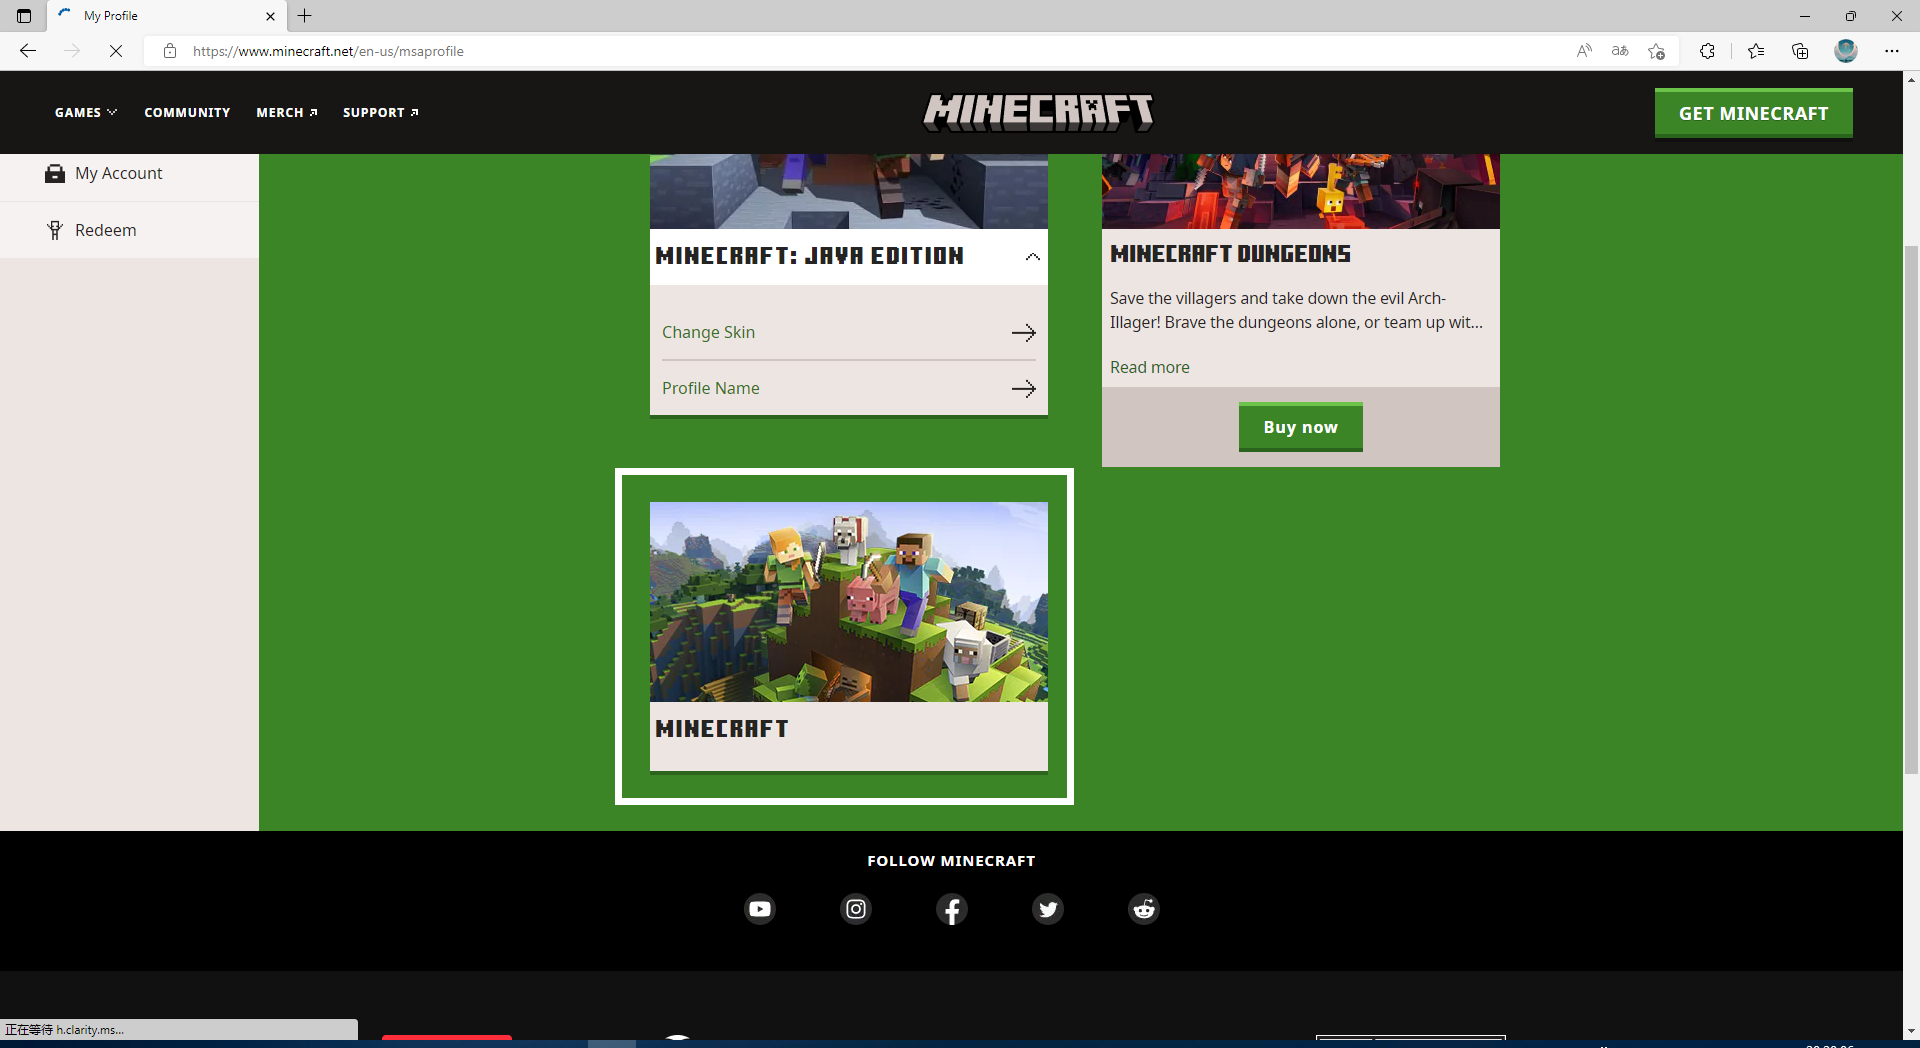 My Profile
https://www.minecraft.net/en-us/msaprofile
GAMES
COMMUNITY
MERCH
SUPPORT
MINECRAFT
GET MINECRAFT
My Account
Redeem
MINECRAFT: JAVA EDITION
Change Skin
Profile Name
MINECRAFT DUNGEONS
Save the villagers and take down the evil Arch-
Illager! Brave the dungeons alone, or team up wit...
Read more
Buy now
MINECRAFT
FOLLOW MINECRAFT
正在等待 h.clarity.ms...